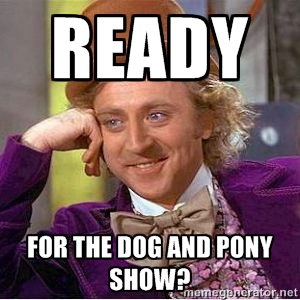 READY
FOR THE DOG AND PONY
SHOW?
memegenerator.net